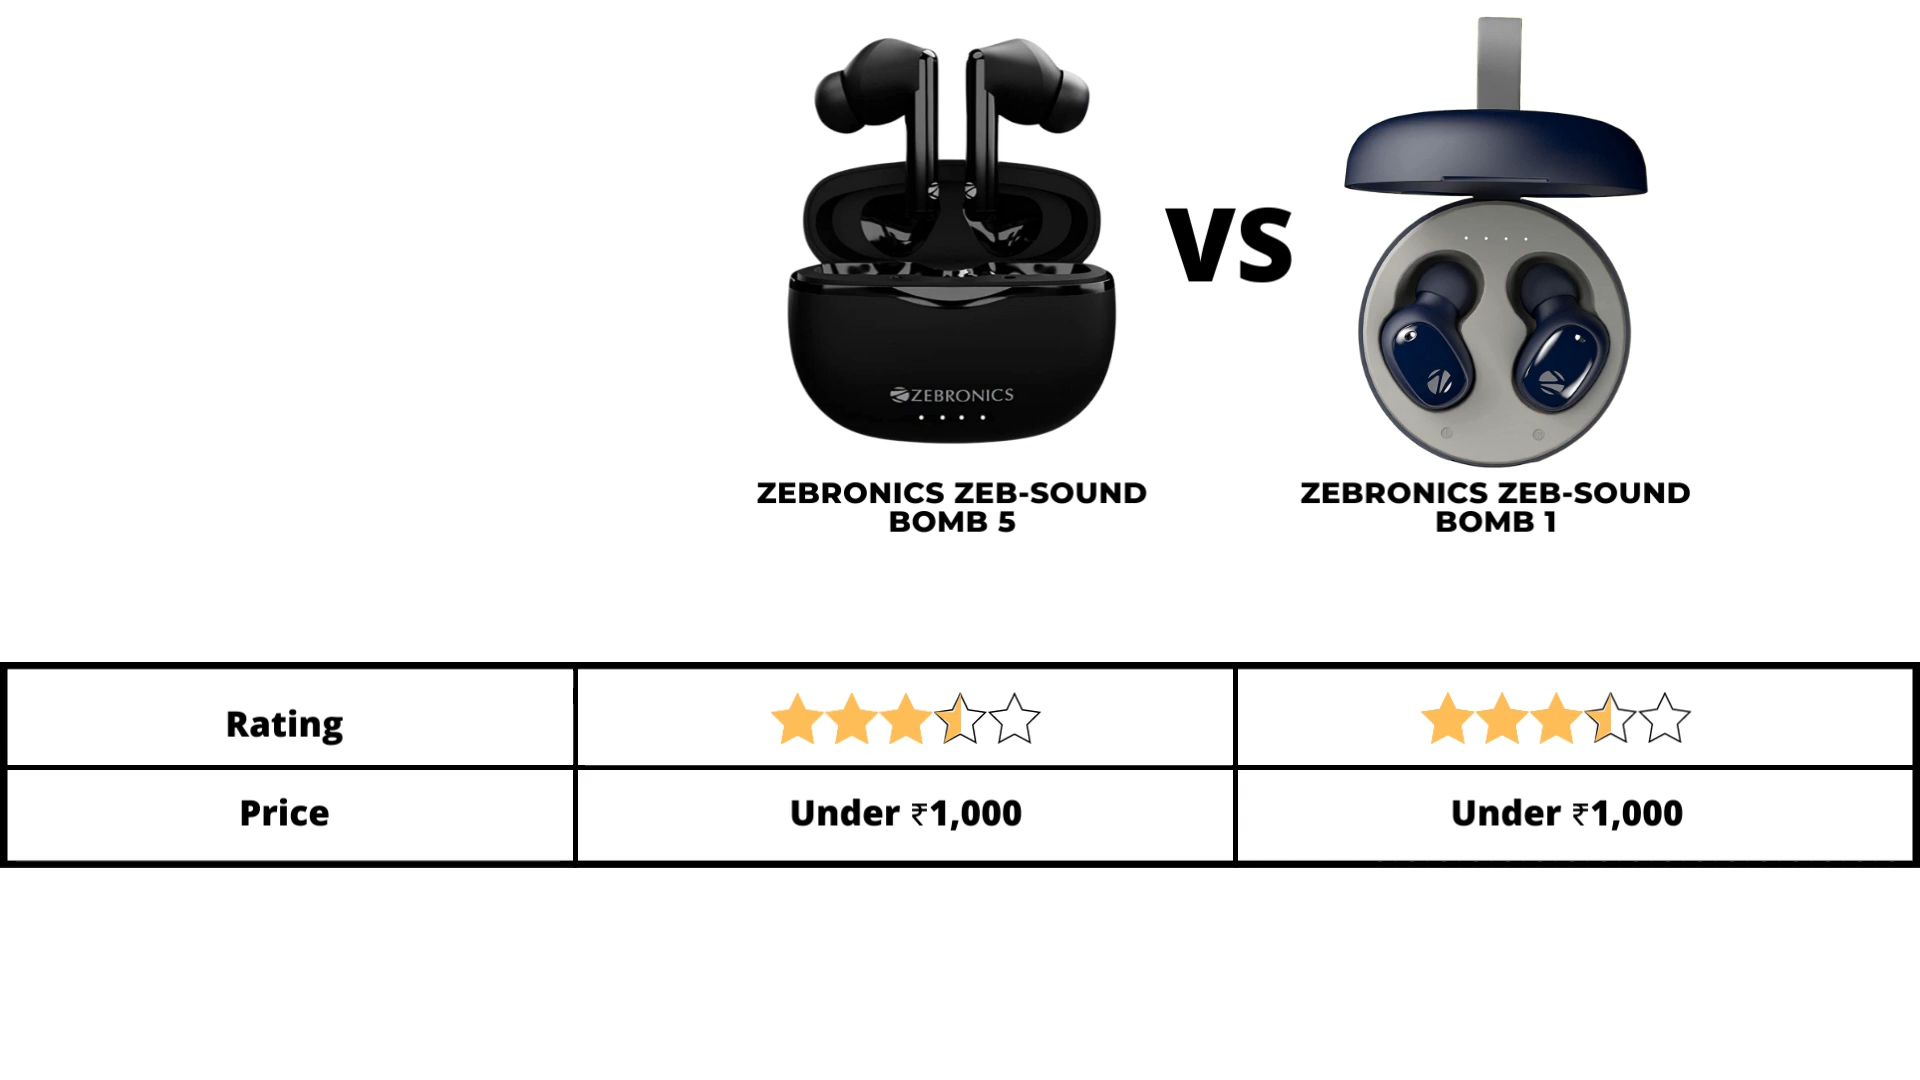 VS
ZEBRONICS
ZEBRONICS ZEB-SOUND
BOMB 5
ZEBRONICS ZEB-SOUND
BOMB 1
Rating
Price
Under ₹1,000
Under ₹1,000